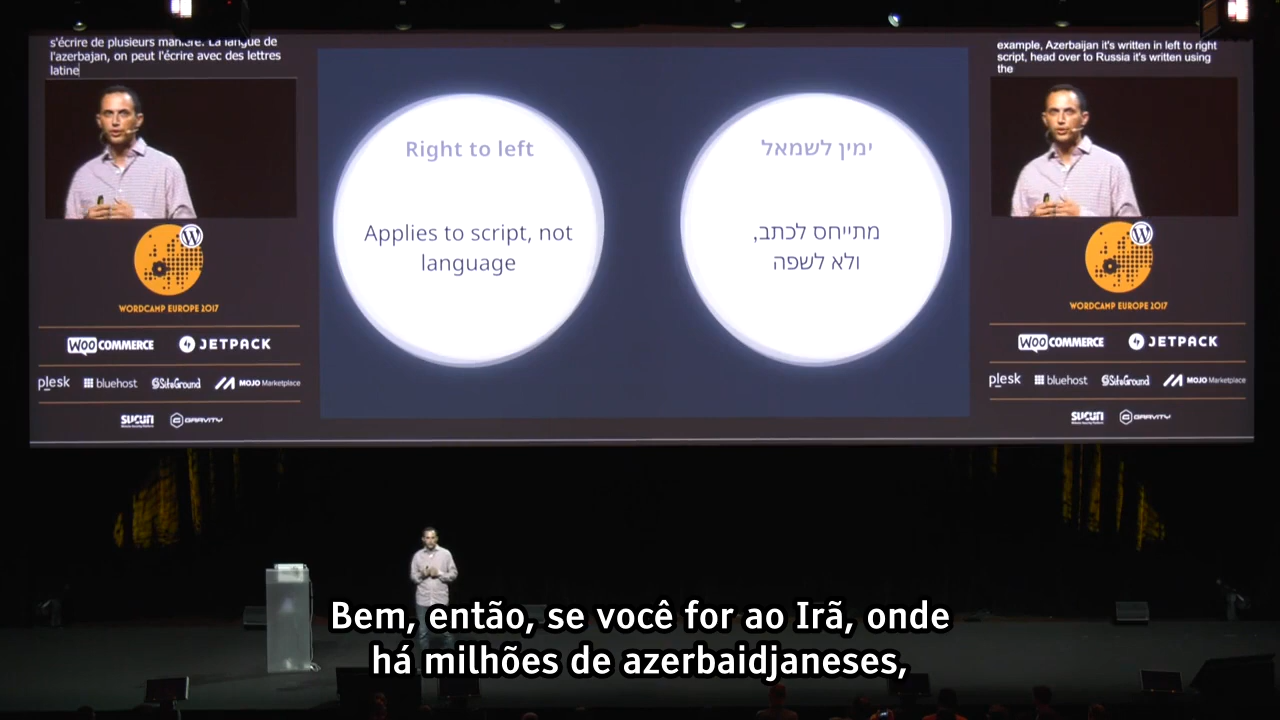 s'écrire de plusieurs manière. La langue de
l'azerbajan, on peut l'écrire avec des lettres
latine
WORDCAMP EUROPE 2017
WOO COMMERCE
JETPACK
plesk
bluehost
SiteGround
MOJO Marketplace
SUCURI
GRAVITY
Right to left
Applies to script, not
language
ימין לשמאל
מתייחס לכתב,
ולא לשפה
example, Azerbaijan it's written in left to right
script, head over to Russia it's written using
the
WORDCAMP EUROPE 2017
WOO COMMERCE
JETPACK
plesk
bluehost
SiteGround
MOJO Marketplace
SUCURI
GRAVITY
Bem, então, se você for ao Irã, onde
há milhões de azerbaidjaneses,